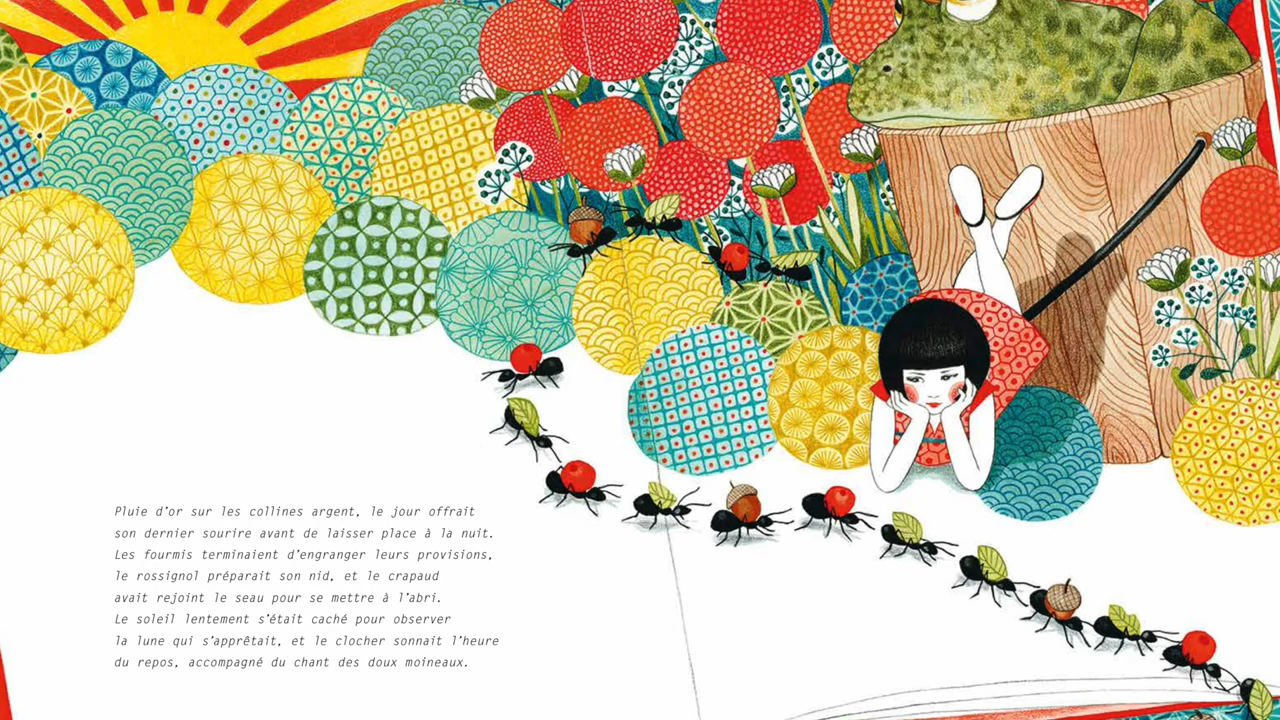 Pluie d'or sur les collines argent, le jour offrait
son dernier sourire avant de laisser place à la nuit.
Les fourmis terminaient d'engranger leurs provisions,
le rossignol préparait son nid, et le crapaud
avait rejoint le seau pour se mettre à l'abri.
Le soleil lentement s'était caché pour observer
la lune qui s'apprêtait, et le clocher sonnait l'heure
du repos, accompagné du chant des doux moineaux.